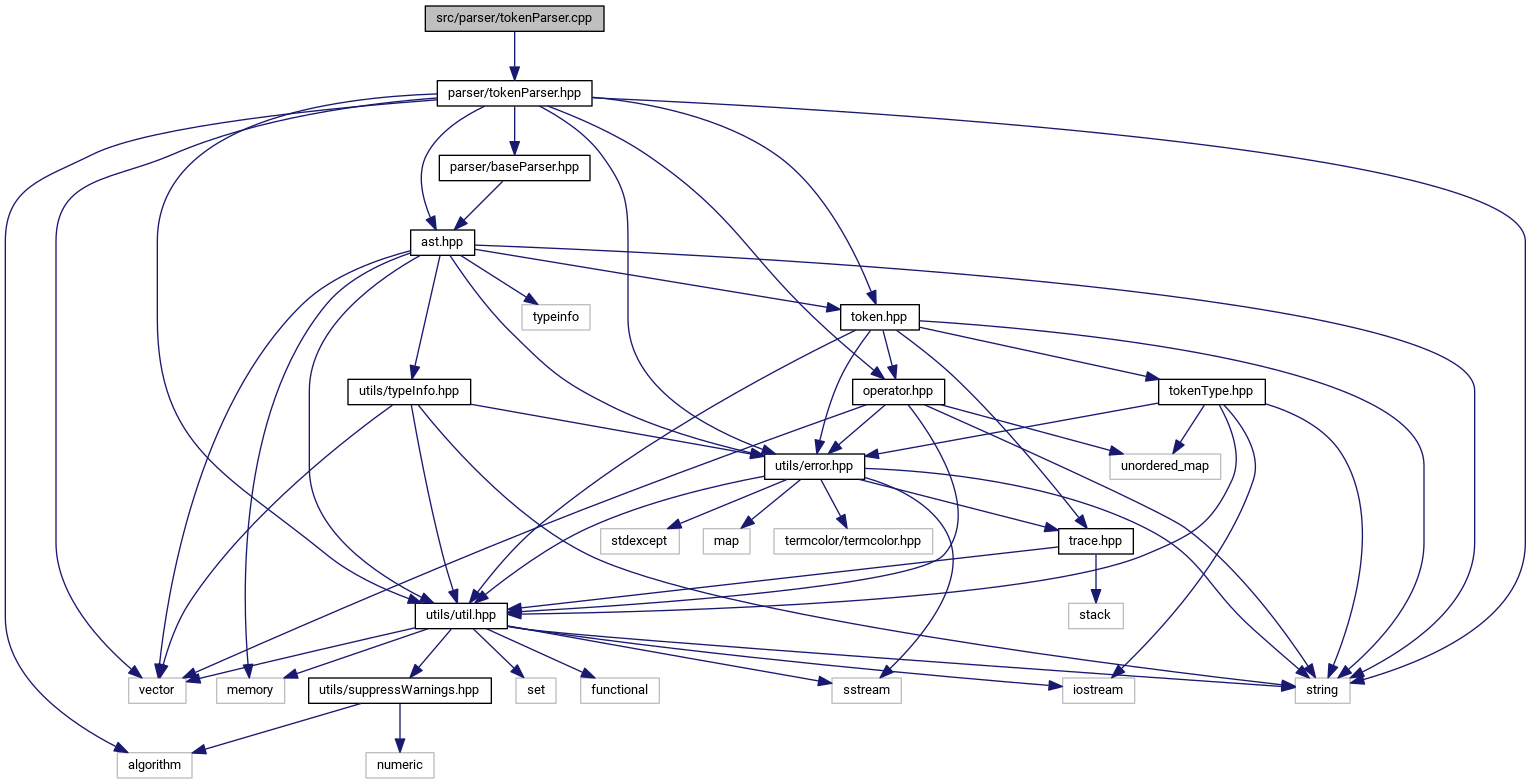 src/parser/tokenParser.cpp
parser/tokenParser.hpp
parser/baseParser.hpp
ast.hpp
typeinfo
token.hpp
utils/typeInfo.hpp
operator.hpp
tokenType.hpp
utils/error.hpp
unordered_map
stdexcept
map
termcolor/termcolor.hpp
trace.hpp
utils/util.hpp
stack
vector
memory
utils/suppressWarnings.hpp
set
functional
sstream
iostream
string
algorithm
numeric